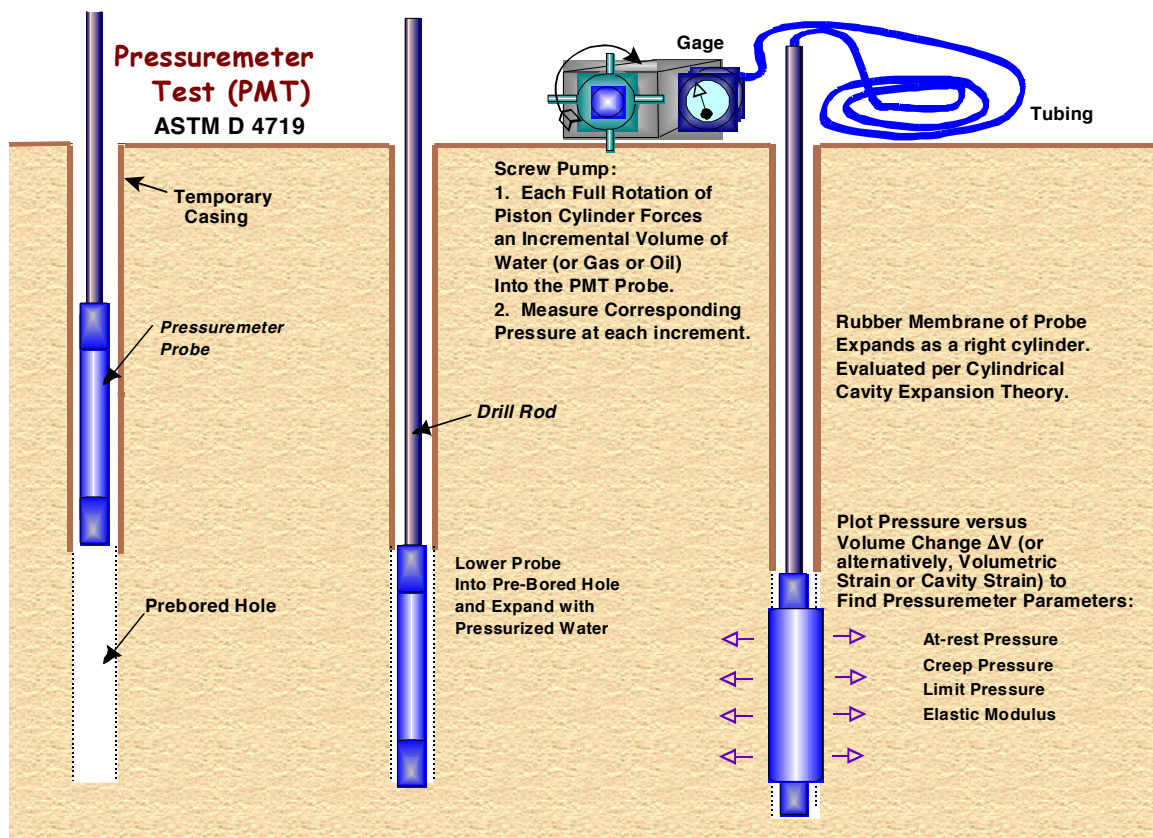 Pressuremeter
Test (PMT)
ASTM D 4719
Temporary
Casing
Pressuremeter
Probe
Prebored Hole
Drill Rod
Lower Probe
Into Pre-Bored Hole
and Expand with
Pressurized Water
Gage
Tubing
Screw Pump:
1. Each Full Rotation of
Piston Cylinder Forces
an Incremental Volume of
Water (or Gas or Oil)
Into the PMT Probe.
2. Measure Corresponding
Pressure at each increment.
Rubber Membrane of Probe
Expands as a right cylinder.
Evaluated per Cylindrical
Cavity Expansion Theory.
Plot Pressure versus
Volume Change ΔV (or
alternatively, Volumetric
Strain or Cavity Strain) to
Find Pressuremeter Parameters:
At-rest Pressure
Creep Pressure
Limit Pressure
Elastic Modulus